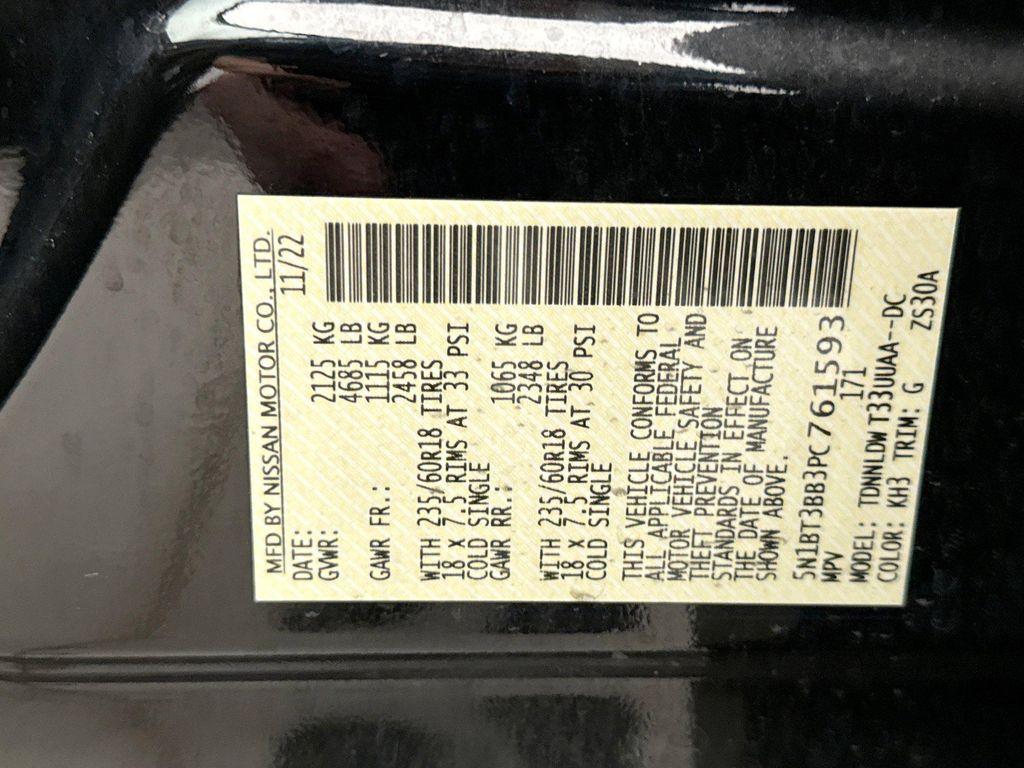 MFD BY NISSAN MOTOR CO., LTD.
DATE: 11/22
GVWR: 2125 KG
4685 LB
GAWR FR.: 1115 KG
2458 LB
WITH 235/60R18 TIRES
18 X 7.5 RIMS AT 33 PSI
COLD SINGLE
GAWR RR.: 1065 KG
2348 LB
WITH 235/60R18 TIRES
18 X 7.5 RIMS AT 30 PSI
COLD SINGLE
THIS VEHICLE CONFORMS TO
ALL APPLICABLE FEDERAL
MOTOR VEHICLE SAFETY AND
THEFT PREVENTION
STANDARDS IN EFFECT ON
THE DATE OF MANUFACTURE
SHOWN ABOVE.
5N1BT3BB3PC761593
MPV 171
MODEL: TDNNLDW T33UUAA--DC
COLOR: KH3 TRIM: G ZS30A